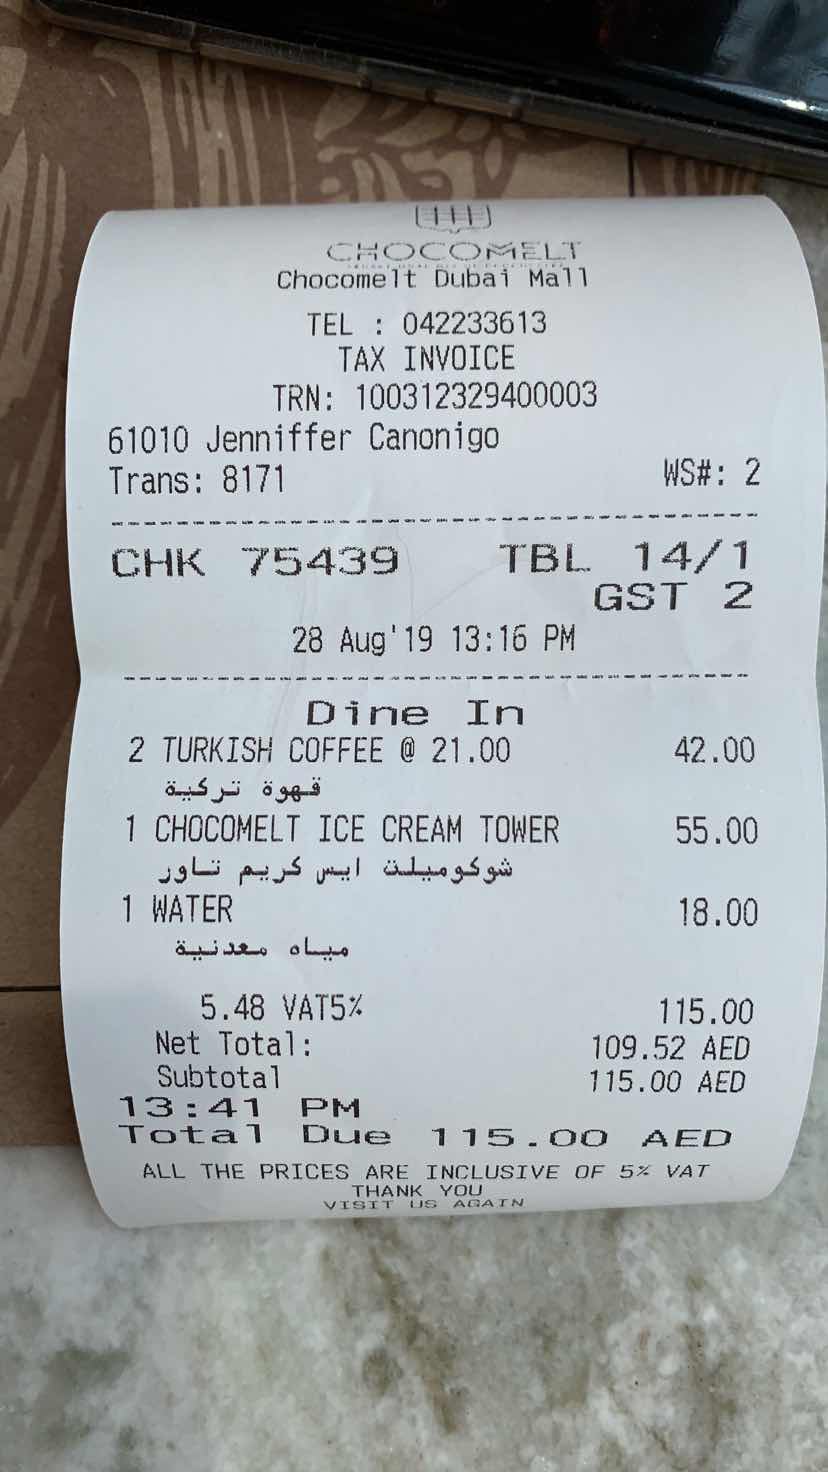 CHOCOMELT
Chocomelt Dubai Mall
TEL : 042233613
TAX INVOICE
TRN: 100312329400003
61010 Jenniffer Canonigo
Trans: 8171 WS#: 2
CHK 75439 TBL 14/1
GST 2
28 Aug'19 13:16 PM
Dine In
2 TURKISH COFFEE @ 21.00 42.00
قهوة تركية
1 CHOCOMELT ICE CREAM TOWER 55.00
شوكوميلت ايس كريم تاور
1 WATER 18.00
مياه معدنية
5.48 VAT5% 115.00
Net Total: 109.52 AED
Subtotal 115.00 AED
13:41 PM
Total Due 115.00 AED
ALL THE PRICES ARE INCLUSIVE OF 5% VAT
THANK YOU
VISIT US AGAIN